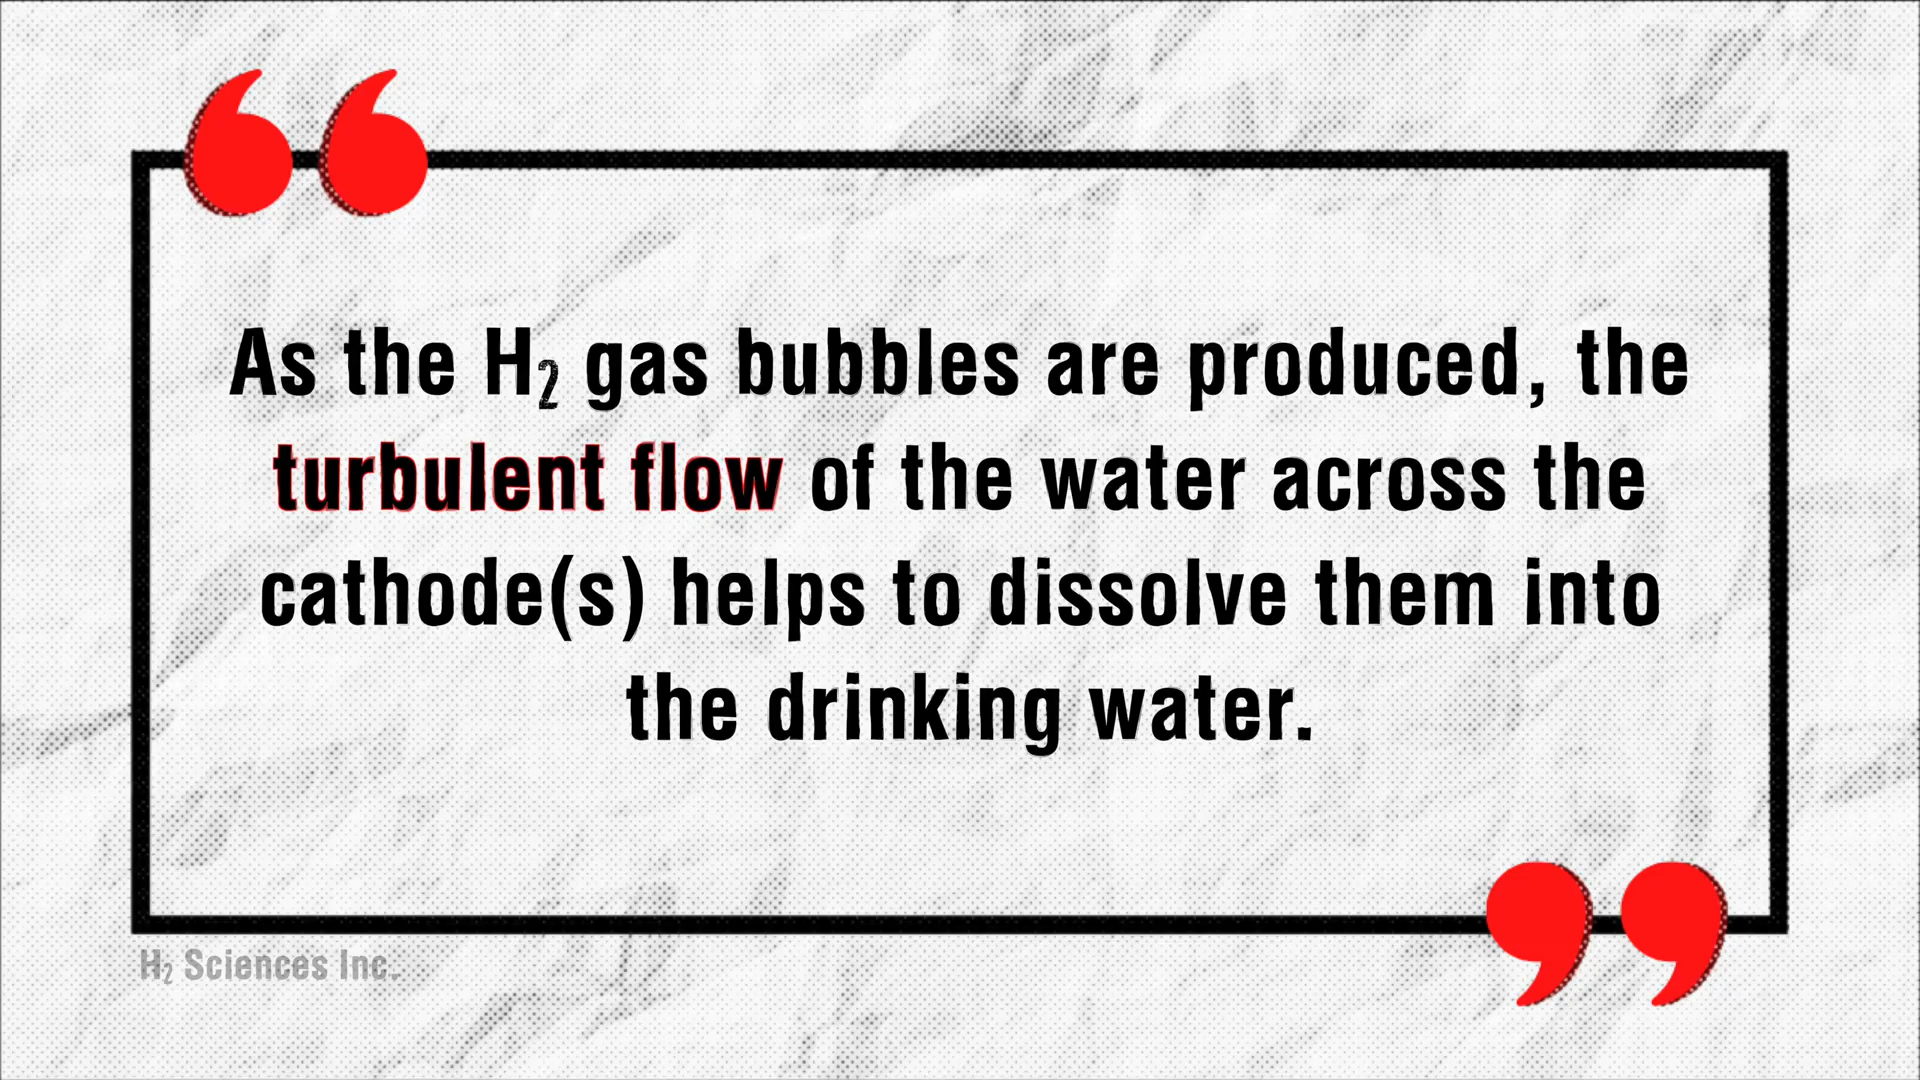 As the H₂ gas bubbles are produced, the
turbulent flow of the water across the
cathode(s) helps to dissolve them into
the drinking water.
H₂ Sciences Inc.